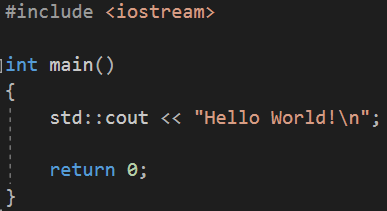 #include <iostream>
int main()
{
std::cout << "Hello World!\n";
return 0;
}